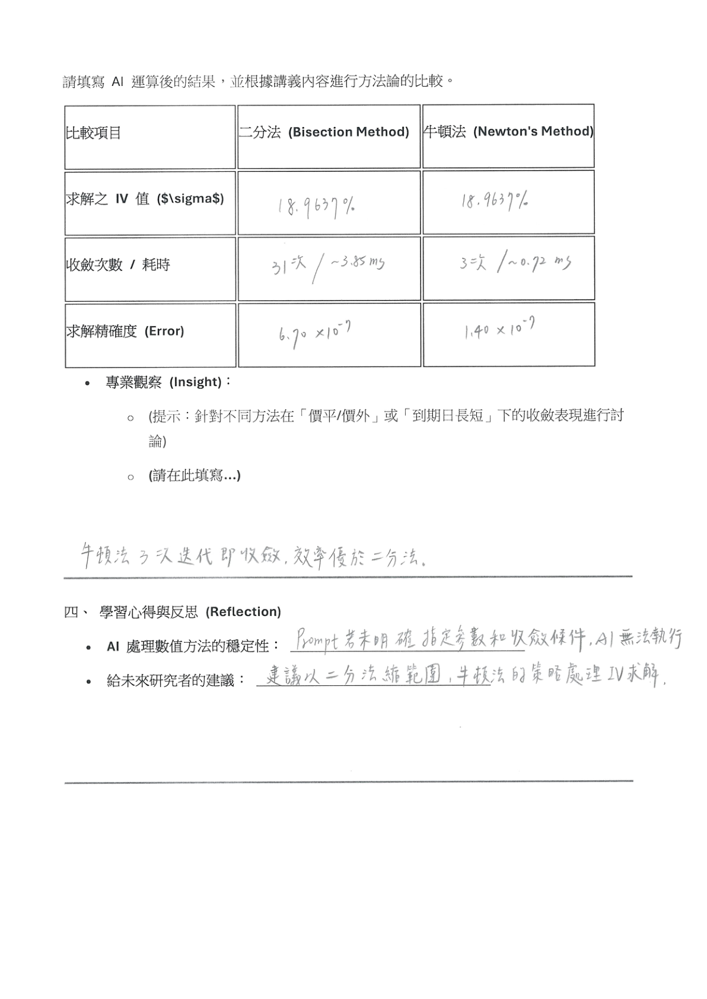 請填寫 AI 運算後的結果，並根據講義內容進行方法論的比較。
比較項目 二分法 (Bisection Method) 牛頓法 (Newton's Method)
求解之 IV 值 ($\sigma$) 18.9637% 18.9637%
收斂次數 / 耗時 31次 / ~3.85 ms 3次 / ~0.72 ms
求解精確度 (Error) 6.70 ×10⁻⁷ 1.40 ×10⁻⁷
• 專業觀察 (Insight)：
○ (提示：針對不同方法在「價平/價外」或「到期日長短」下的收斂表現進行討
論)
○ (請在此填寫...)
牛頓法3次迭代即收斂,效率優於二分法。
四、 學習心得與反思 (Reflection)
• AI 處理數值方法的穩定性： Prompt若未明確指定參數和收斂條件,AI無法執行
• 給未來研究者的建議： 建議以二分法縮範圍,牛頓法的策略處理IV求解.